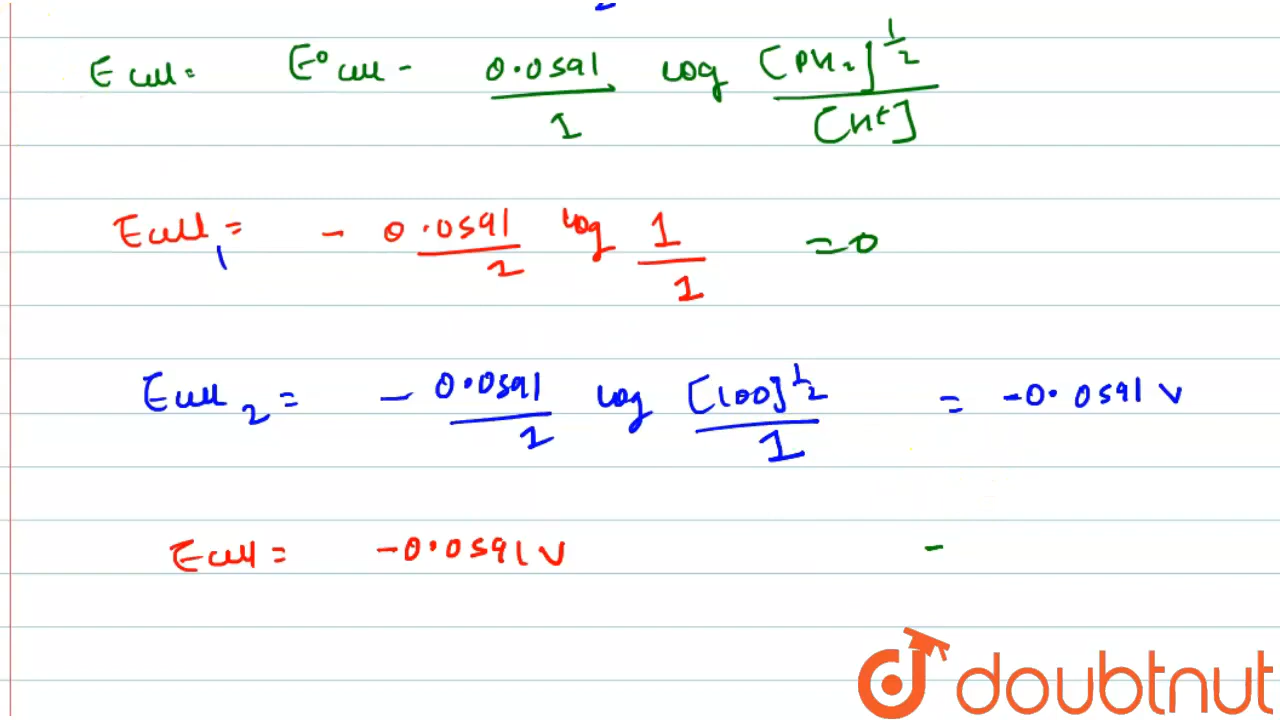 Ecell = E°cell - 0.0591/1 log [PH2]^1/2/[H+]
Ecell1 = - 0.0591/1 log 1/1 = 0
Ecell2 = - 0.0591/1 log [100]^1/2/1 = -0.0591 V
Ecell = -0.0591 V -
doubtnut